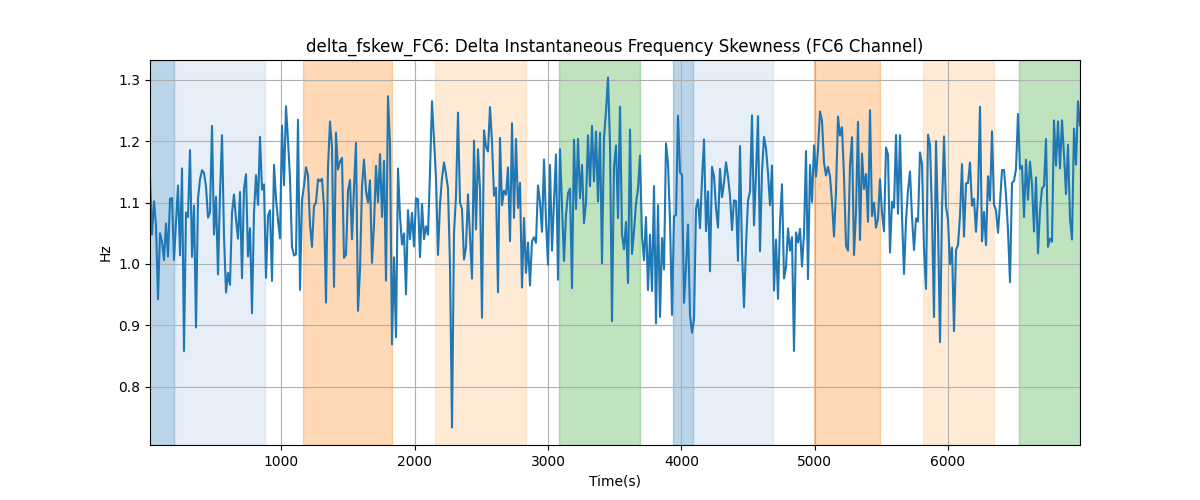 delta_fskew_FC6: Delta Instantaneous Frequency Skewness (FC6 Channel)
1.3
1.2
1.1
1.0
0.9
0.8
Hz
1000 2000 3000 4000 5000 6000
Time(s)